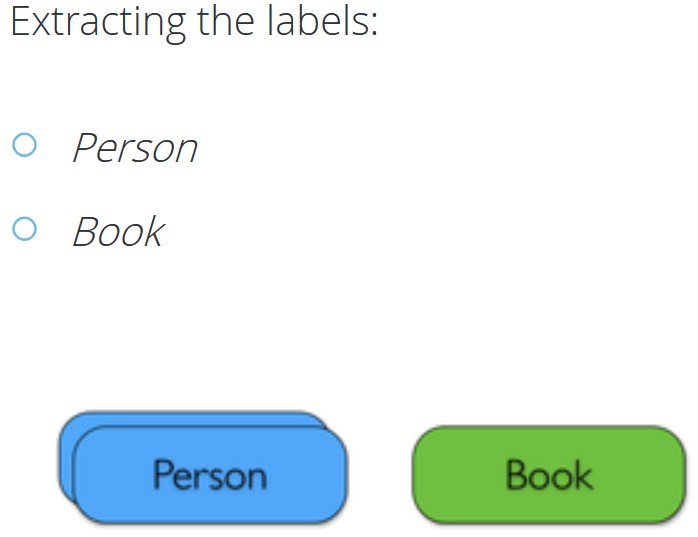 Extracting the labels:
Person
Book
Person
Book